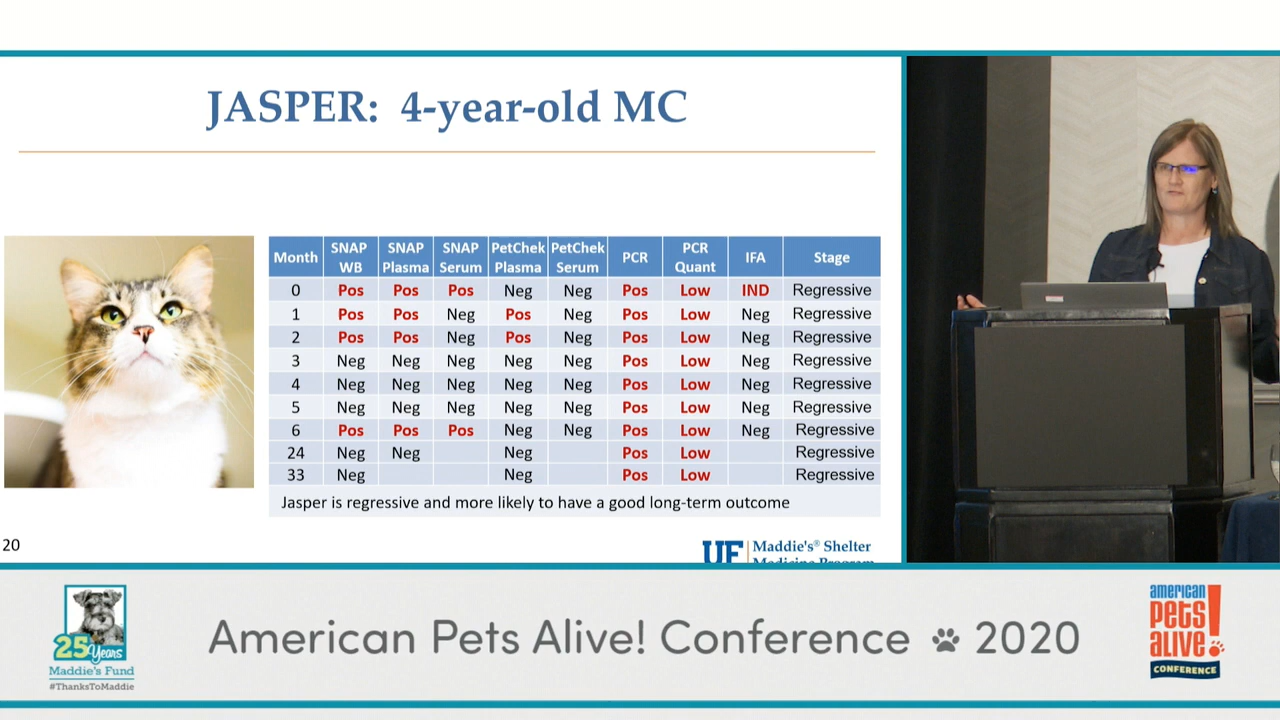 JASPER: 4-year-old MC
Month SNAP WB SNAP Plasma SNAP Serum PetChek Plasma PetChek Serum PCR PCR Quant IFA Stage
0 Pos Pos Pos Neg Neg Pos Low IND Regressive
1 Pos Pos Neg Pos Neg Pos Low Neg Regressive
2 Pos Pos Neg Pos Neg Pos Low Neg Regressive
3 Neg Neg Neg Neg Neg Pos Low Neg Regressive
4 Neg Neg Neg Neg Neg Pos Low Neg Regressive
5 Neg Neg Neg Neg Neg Pos Low Neg Regressive
6 Pos Pos Pos Neg Neg Pos Low Neg Regressive
24 Neg Neg Neg Pos Low Regressive
33 Neg Neg Pos Low Regressive
Jasper is regressive and more likely to have a good long-term outcome
20
UF Maddie's® Shelter
Medicine Program
25 Years
Maddie's Fund
#ThanksToMaddie
American Pets Alive! Conference 2020
american
PETS
ALIVE!
CONFERENCE